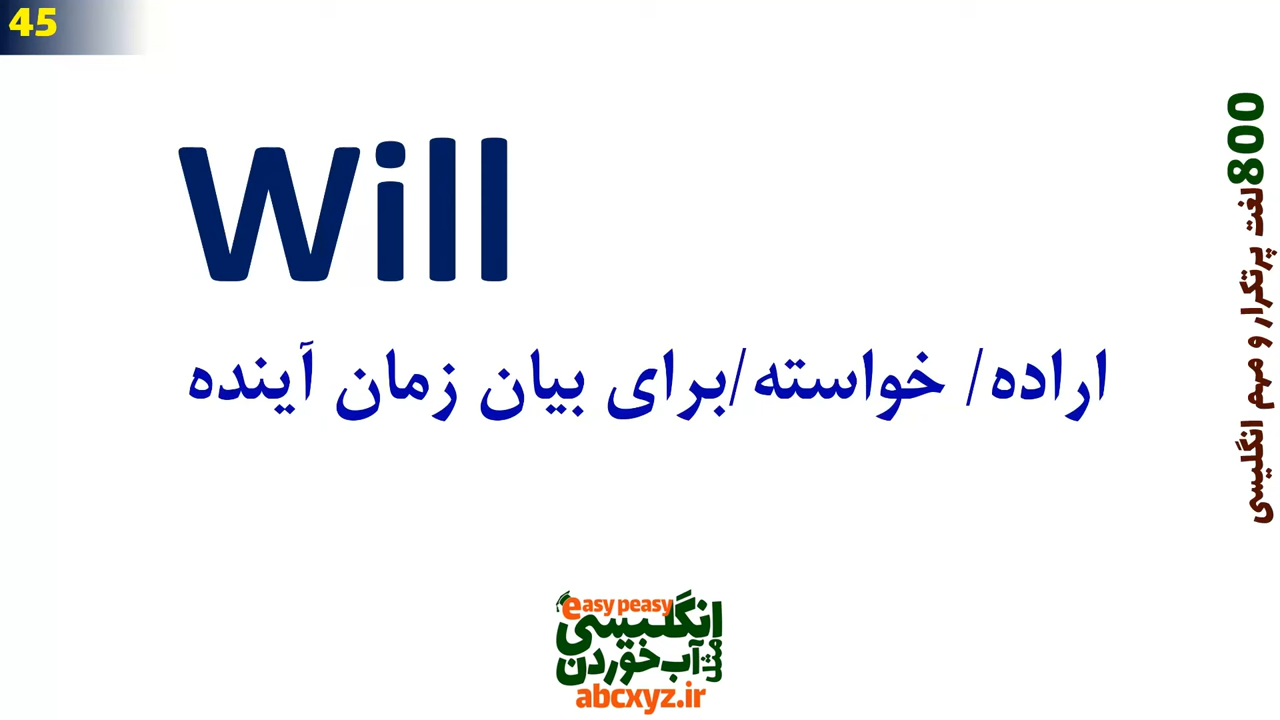 45
Will
اراده/ خواسته/برای بیان زمان آینده
800 لغت پرتکرار و مهم انگلیسی
easy peasy
انگلیسی
مثل
آب خوردن
abcxyz.ir